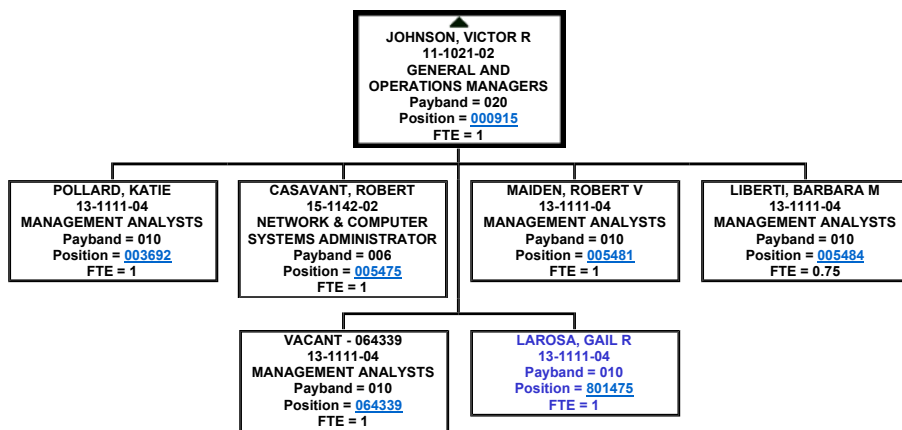 JOHNSON, VICTOR R
11-1021-02
GENERAL AND
OPERATIONS MANAGERS
Payband = 020
Position = 000915
FTE = 1
POLLARD, KATIE
13-1111-04
MANAGEMENT ANALYSTS
Payband = 010
Position = 003692
FTE = 1
CASAVANT, ROBERT
15-1142-02
NETWORK & COMPUTER
SYSTEMS ADMINISTRATOR
Payband = 006
Position = 005475
FTE = 1
MAIDEN, ROBERT V
13-1111-04
MANAGEMENT ANALYSTS
Payband = 010
Position = 005481
FTE = 1
LIBERTI, BARBARA M
13-1111-04
MANAGEMENT ANALYSTS
Payband = 010
Position = 005484
FTE = 0.75
VACANT - 064339
13-1111-04
MANAGEMENT ANALYSTS
Payband = 010
Position = 064339
FTE = 1
LAROSA, GAIL R
13-1111-04
Payband = 010
Position = 801475
FTE = 1